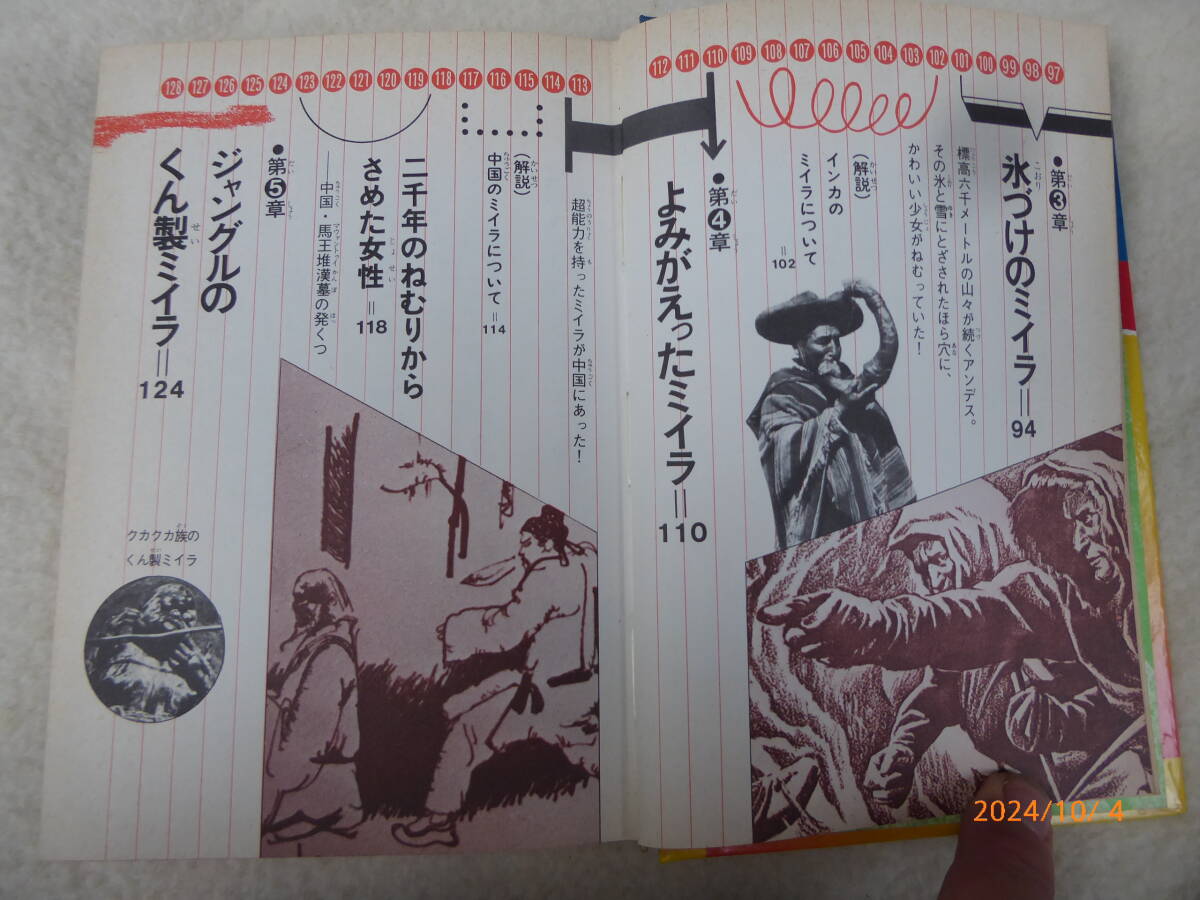 97
98
99
100
101
102
103
104
105
106
107
108
109
110
111
112
●第3章
氷づけのミイラ=94
標高六千メートルの山々が続くアンデス。
その氷と雪にとざされたほら穴に、
かわいい少女がねむっていた!
(解説)
インカの
ミイラについて=102
●第4章
よみがえったミイラ=110
113
114
115
116
117
118
119
120
121
122
123
124
125
126
127
128
超能力を持ったミイラが中国にあった!
(解説)
中国のミイラについて=114
二千年のねむりから
さめた女性=118
——中国・馬王堆漢墓の発くつ
●第5章
ジャングルの
くん製ミイラ=124
クカクカ族の
くん製ミイラ
2024/10/ 4